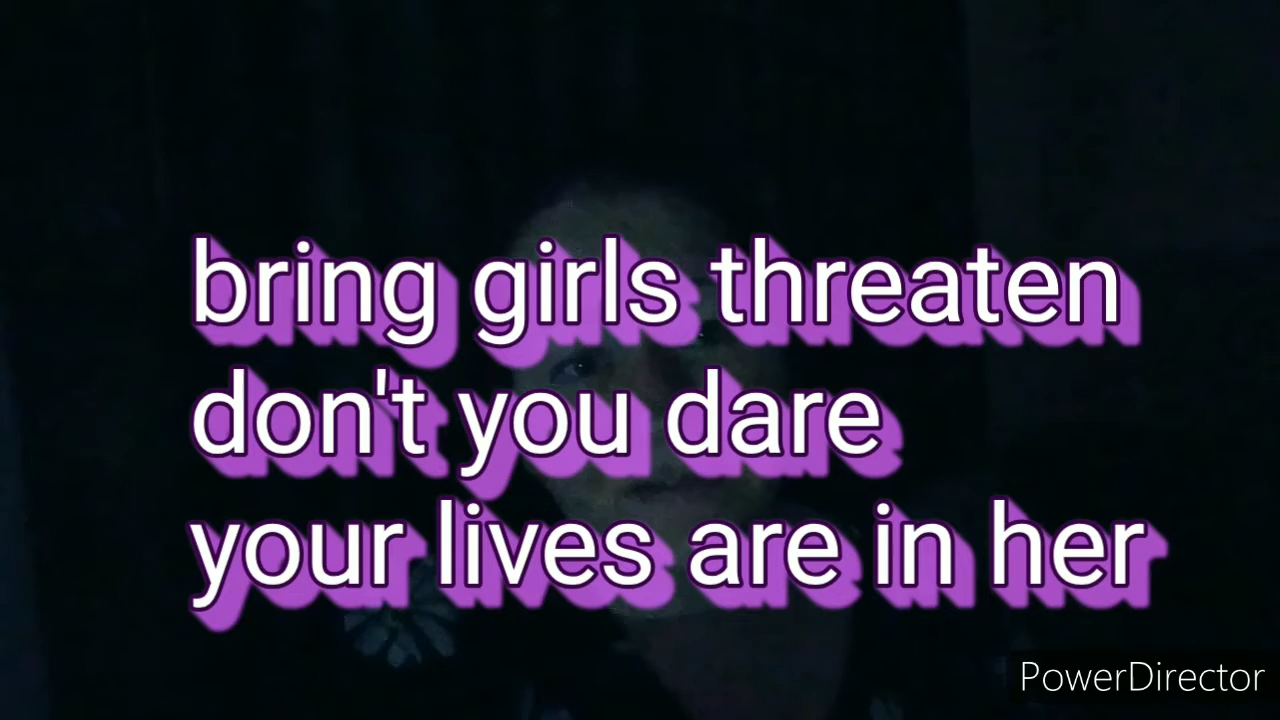 bring girls threaten
don't you dare
your lives are in her
PowerDirector